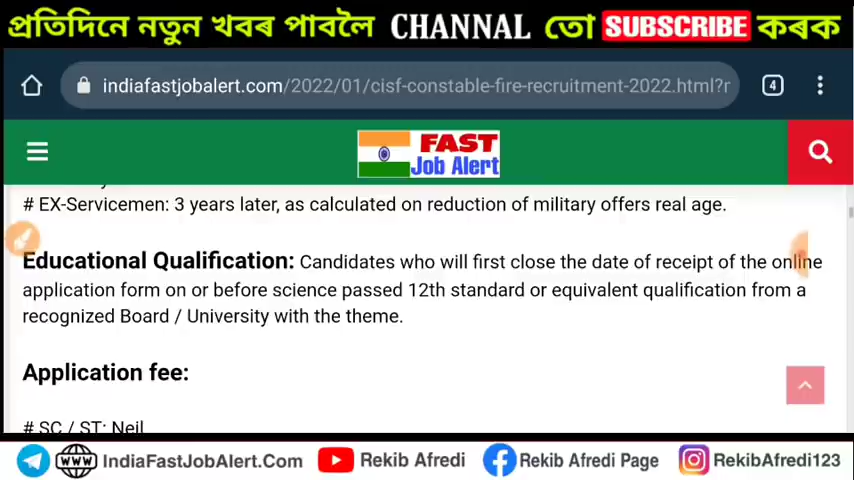 প্ৰতিদিনে নতুন খবৰ পাবলৈ CHANNAL তো SUBSCRIBE কৰক
indiafastjobalert.com/2022/01/cisf-constable-fire-recruitment-2022.html?r
4
FAST
Job Alert
# EX-Servicemen: 3 years later, as calculated on reduction of military offers real age.
Educational Qualification: Candidates who will first close the date of receipt of the online
application form on or before science passed 12th standard or equivalent qualification from a
recognized Board / University with the theme.
Application fee:
# SC / ST: Neil
IndiaFastJobAlert.Com Rekib Afredi Rekib Afredi Page RekibAfredi123